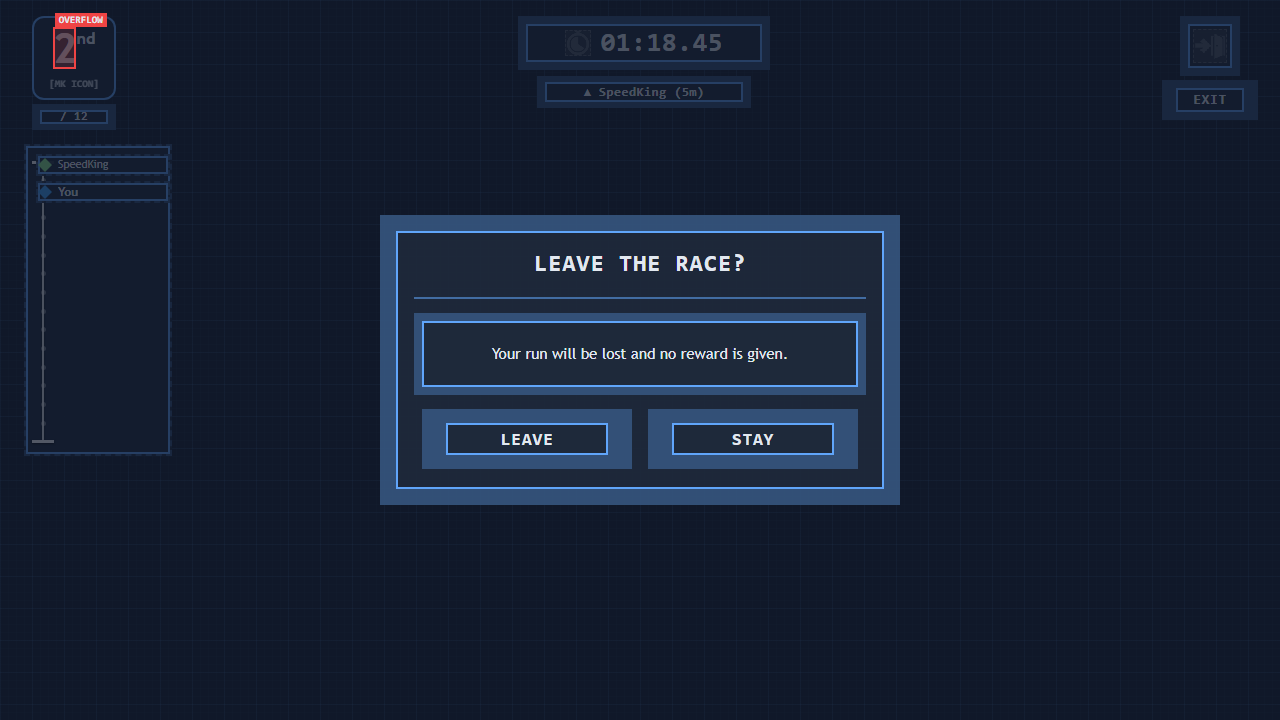 OVERFLOW
2nd
[MK ICON]
/ 12
01:18.45
▲ SpeedKing (5m)
EXIT
SpeedKing
You
LEAVE THE RACE?
Your run will be lost and no reward is given.
LEAVE
STAY